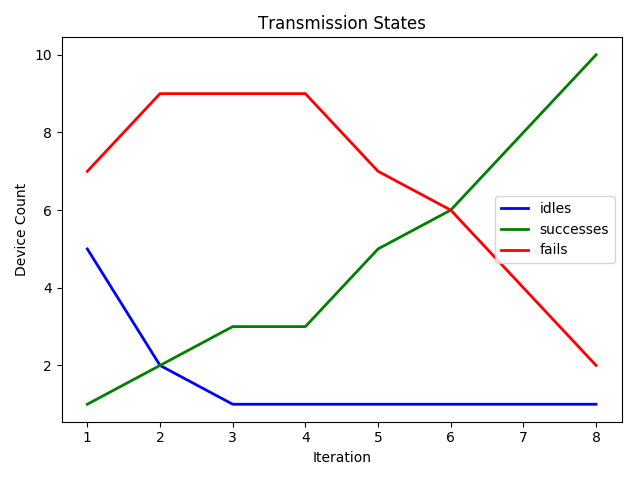 Transmission States
Device Count
10
8
6
4
2
idles
successes
fails
1 2 3 4 5 6 7 8
Iteration